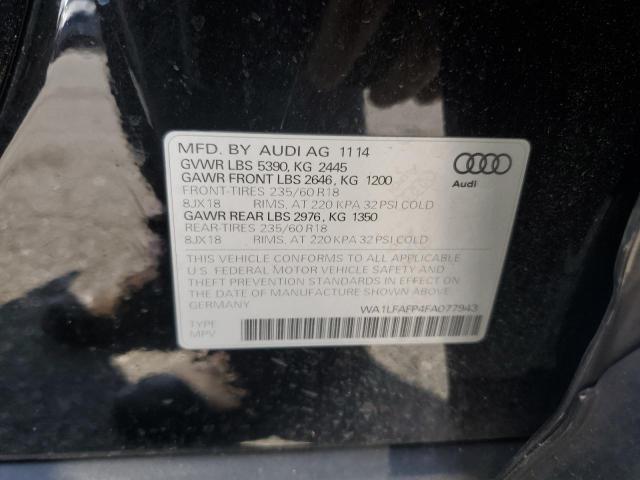 MFD. BY AUDI AG 11 14
GVWR LBS 5390, KG 2445
GAWR FRONT LBS 2646, KG 1200
FRONT-TIRES 235/60 R18
8JX18 RIMS, AT 220 KPA 32 PSI COLD
GAWR REAR LBS 2976, KG 1350
REAR-TIRES 235/60 R18
8JX18 RIMS, AT 220 KPA 32 PSI COLD
Audi
THIS VEHICLE CONFORMS TO ALL APPLICABLE
U.S. FEDERAL MOTOR VEHICLE SAFETY AND
THEFT PREVENTION STANDARDS IN EFFECT ON
THE DATE OF MANUFACTURE SHOWN ABOVE.
GERMANY
WA1LFAFP4FA077943
TYPE
MPV